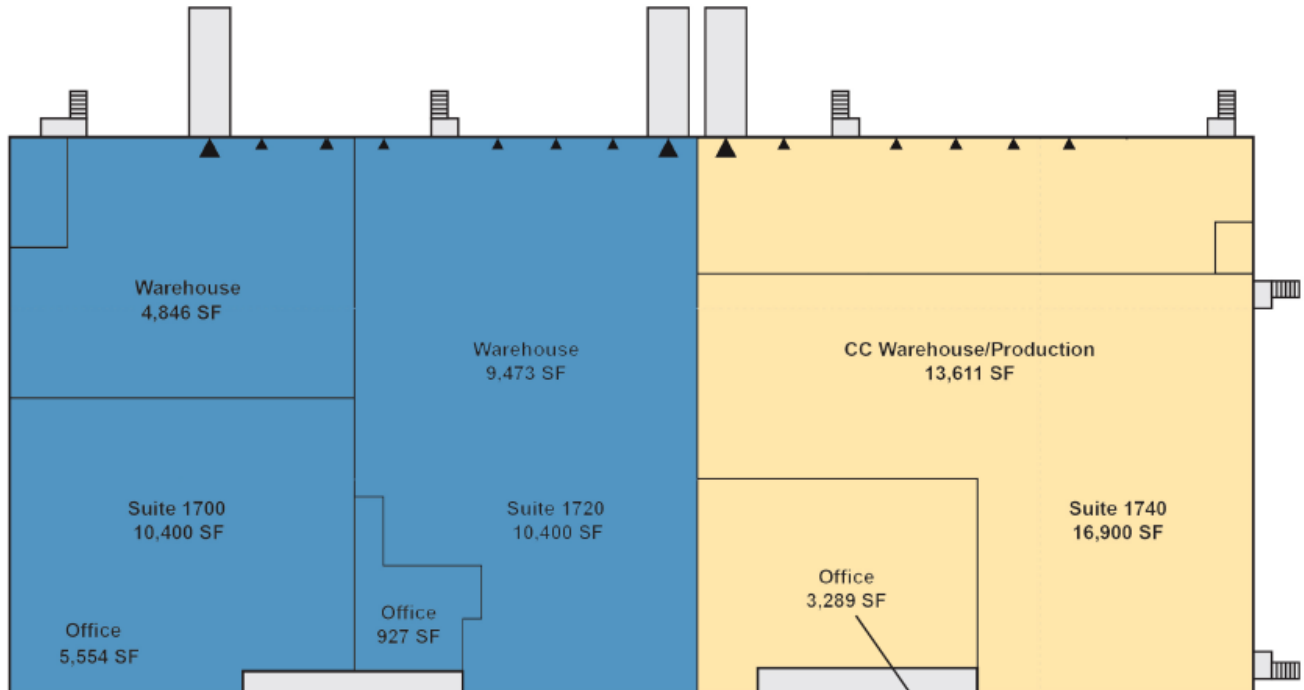 Warehouse
4,846 SF
Warehouse
9,473 SF
CC Warehouse/Production
13,611 SF
Suite 1700
10,400 SF
Suite 1720
10,400 SF
Suite 1740
16,900 SF
Office
3,289 SF
Office
927 SF
Office
5,554 SF